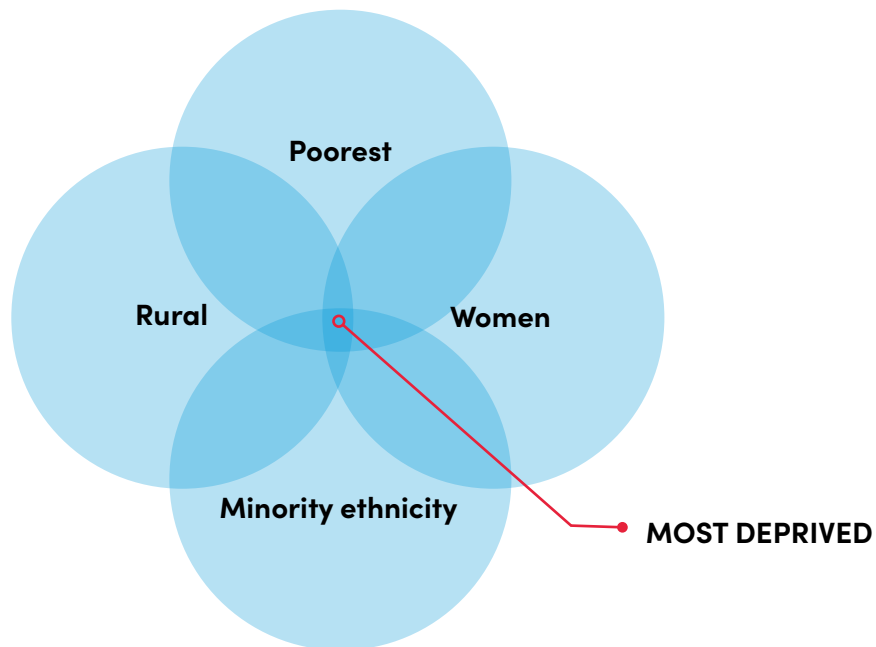 Poorest
Rural
Women
Minority ethnicity
MOST DEPRIVED